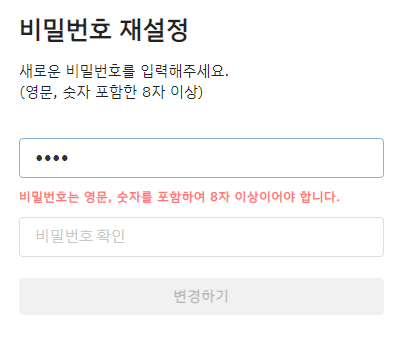 비밀번호 재설정
새로운 비밀번호를 입력해주세요.
(영문, 숫자 포함한 8자 이상)
••••
비밀번호는 영문, 숫자를 포함하여 8자 이상이어야 합니다.
비밀번호 확인
변경하기